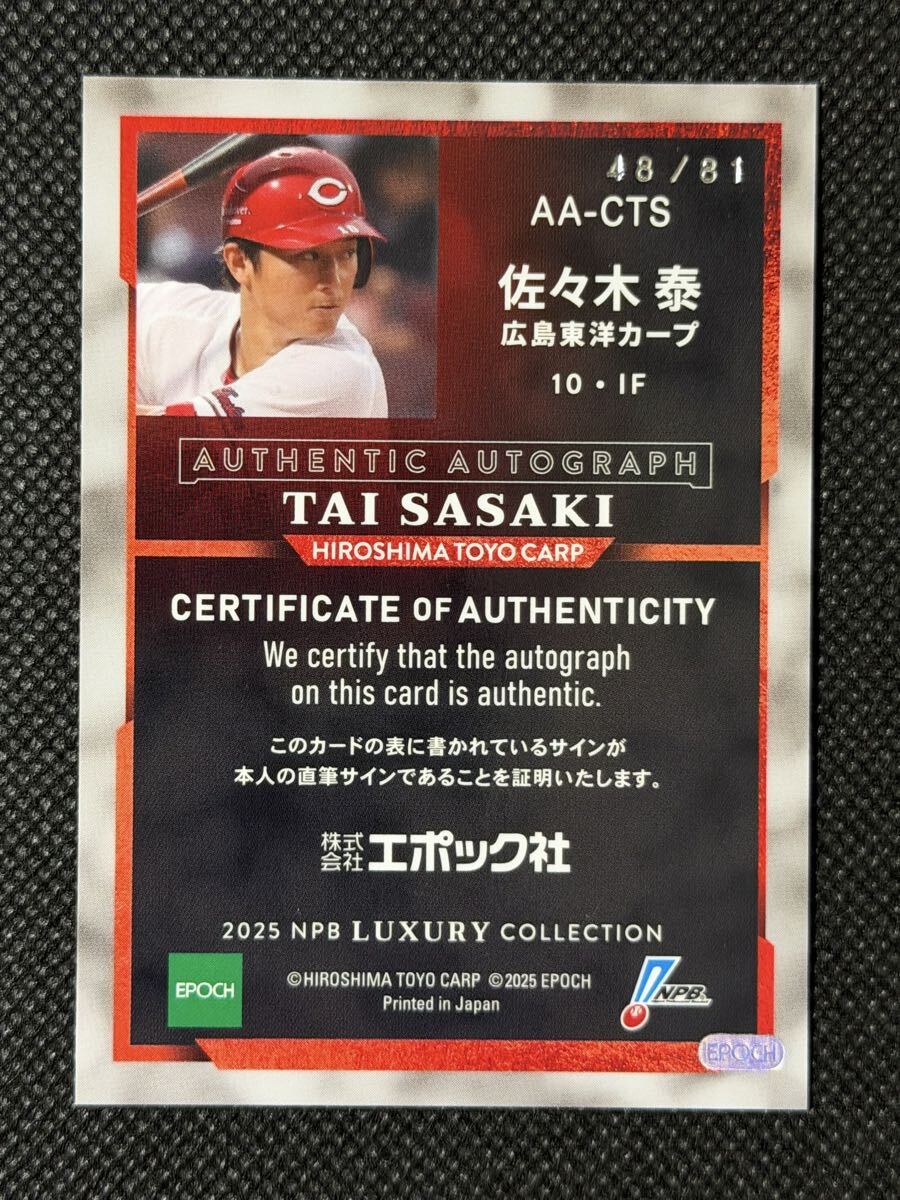 48/81
AA-CTS
佐々木 泰
広島東洋カープ
10・IF
AUTHENTIC AUTOGRAPH
TAI SASAKI
HIROSHIMA TOYO CARP
CERTIFICATE OF AUTHENTICITY
We certify that the autograph
on this card is authentic.
このカードの表に書かれているサインが
本人の直筆サインであることを証明いたします。
株式会社エポック社
2025 NPB LUXURY COLLECTION
EPOCH
©HIROSHIMA TOYO CARP ©2025 EPOCH
Printed in Japan
NPB
EPOCH